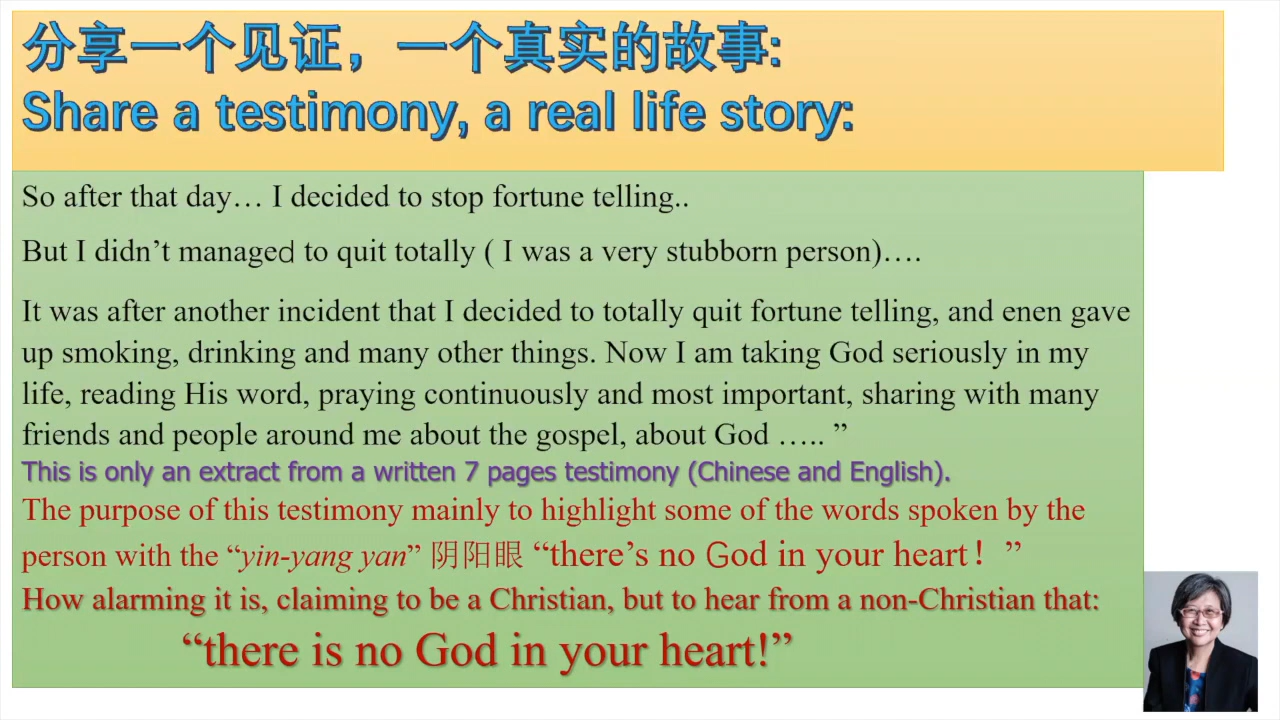 分享一个见证，一个真实的故事:
Share a testimony, a real life story:
So after that day… I decided to stop fortune telling..
But I didn’t managed to quit totally ( I was a very stubborn person)….
It was after another incident that I decided to totally quit fortune telling, and enen gave
up smoking, drinking and many other things. Now I am taking God seriously in my
life, reading His word, praying continuously and most important, sharing with many
friends and people around me about the gospel, about God ….. ”
This is only an extract from a written 7 pages testimony (Chinese and English).
The purpose of this testimony mainly to highlight some of the words spoken by the
person with the “yin-yang yan” 阴阳眼 “there’s no God in your heart！”
How alarming it is, claiming to be a Christian, but to hear from a non-Christian that:
“there is no God in your heart!”